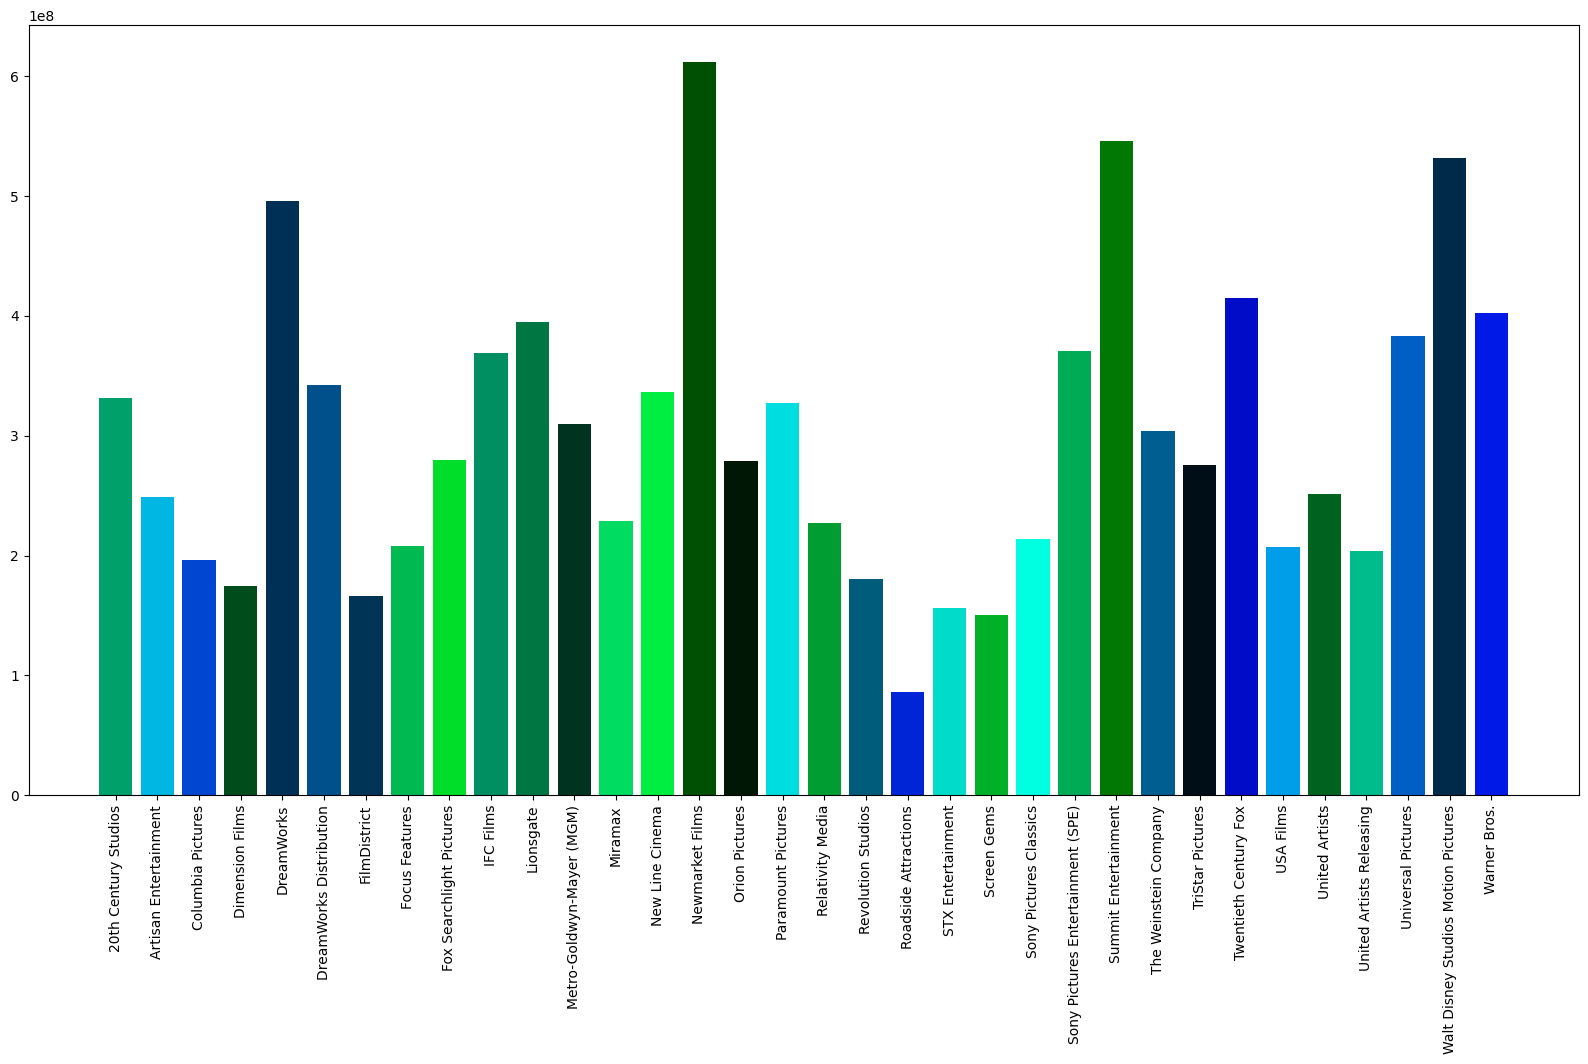 1e8
6
5
4
3
2
1
0
20th Century Studios
Artisan Entertainment
Columbia Pictures
Dimension Films
DreamWorks
DreamWorks Distribution
FilmDistrict
Focus Features
Fox Searchlight Pictures
IFC Films
Lionsgate
Metro-Goldwyn-Mayer (MGM)
Miramax
New Line Cinema
Newmarket Films
Orion Pictures
Paramount Pictures
Relativity Media
Revolution Studios
Roadside Attractions
STX Entertainment
Screen Gems
Sony Pictures Classics
Sony Pictures Entertainment (SPE)
Summit Entertainment
The Weinstein Company
TriStar Pictures
Twentieth Century Fox
USA Films
United Artists
United Artists Releasing
Universal Pictures
Walt Disney Studios Motion Pictures
Warner Bros.